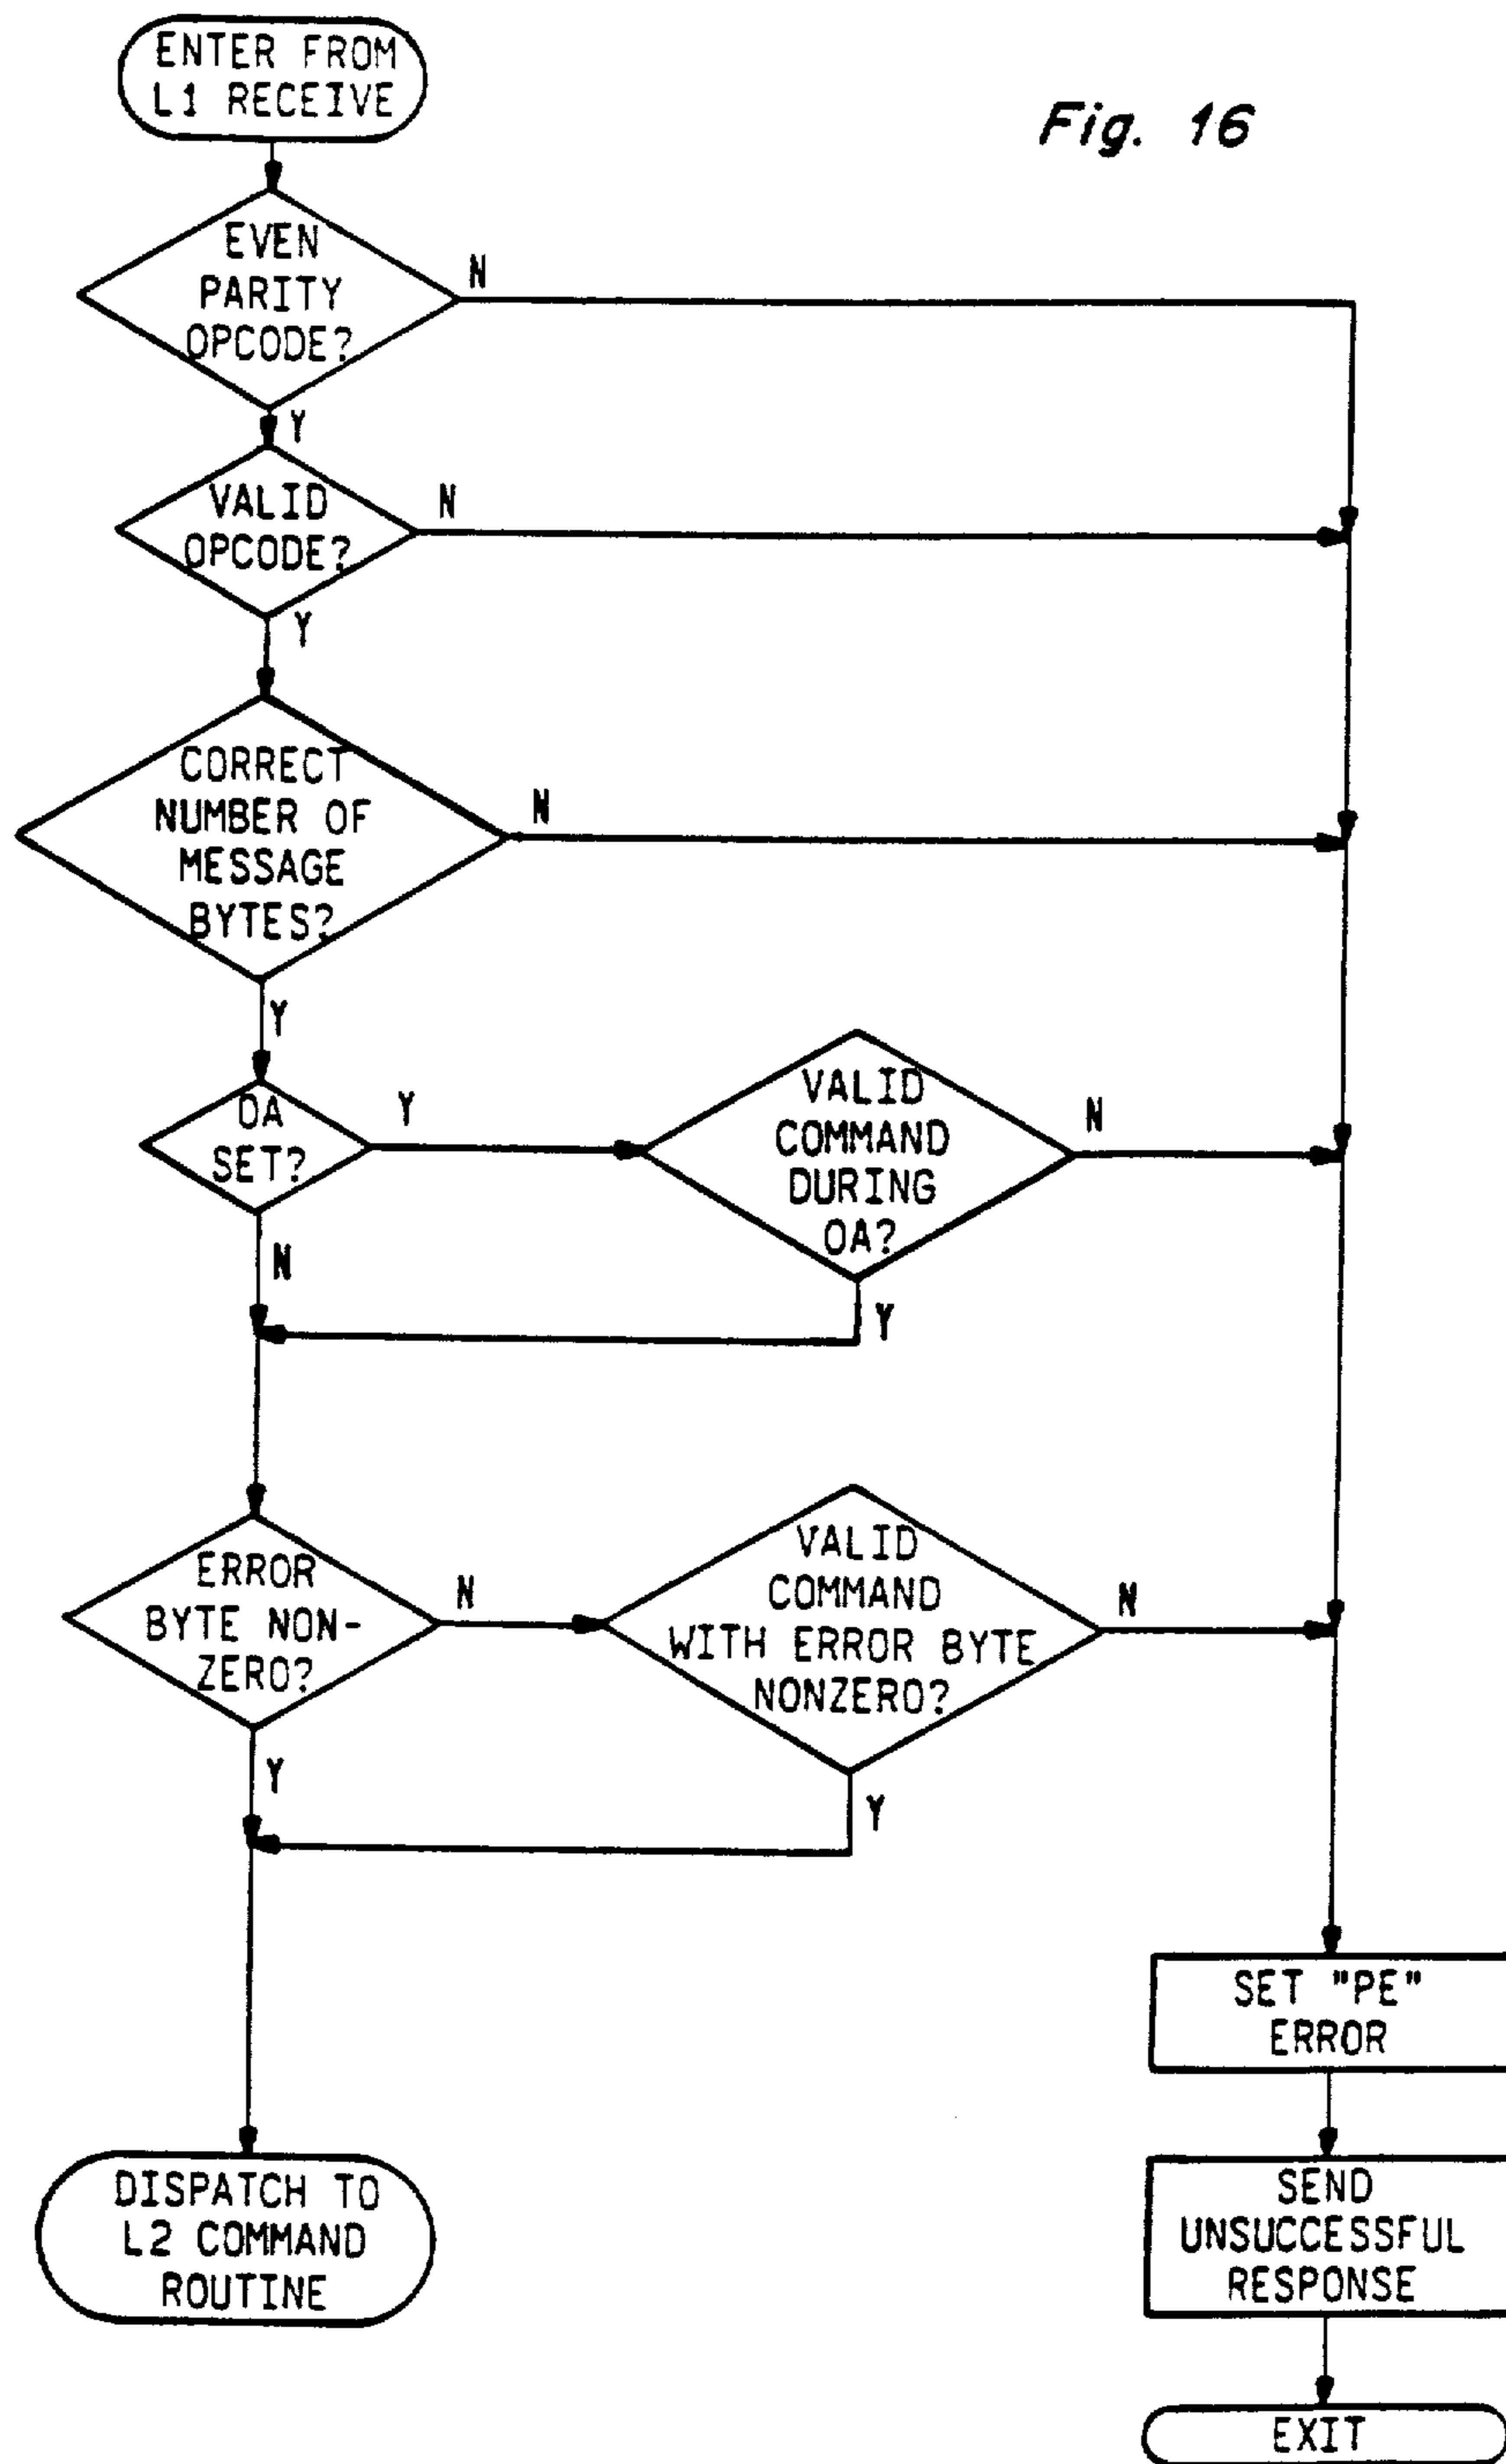 ENTER FROM
L1 RECEIVE
Fig. 16
EVEN
PARITY
OPCODE?
N
Y
VALID
OPCODE?
N
Y
CORRECT
NUMBER OF
MESSAGE
BYTES?
N
Y
OA
SET?
Y
N
VALID
COMMAND
DURING
OA?
N
Y
ERROR
BYTE NON-
ZERO?
N
Y
VALID
COMMAND
WITH ERROR BYTE
NONZERO?
N
Y
SET "PE"
ERROR
DISPATCH TO
L2 COMMAND
ROUTINE
SEND
UNSUCCESSFUL
RESPONSE
EXIT